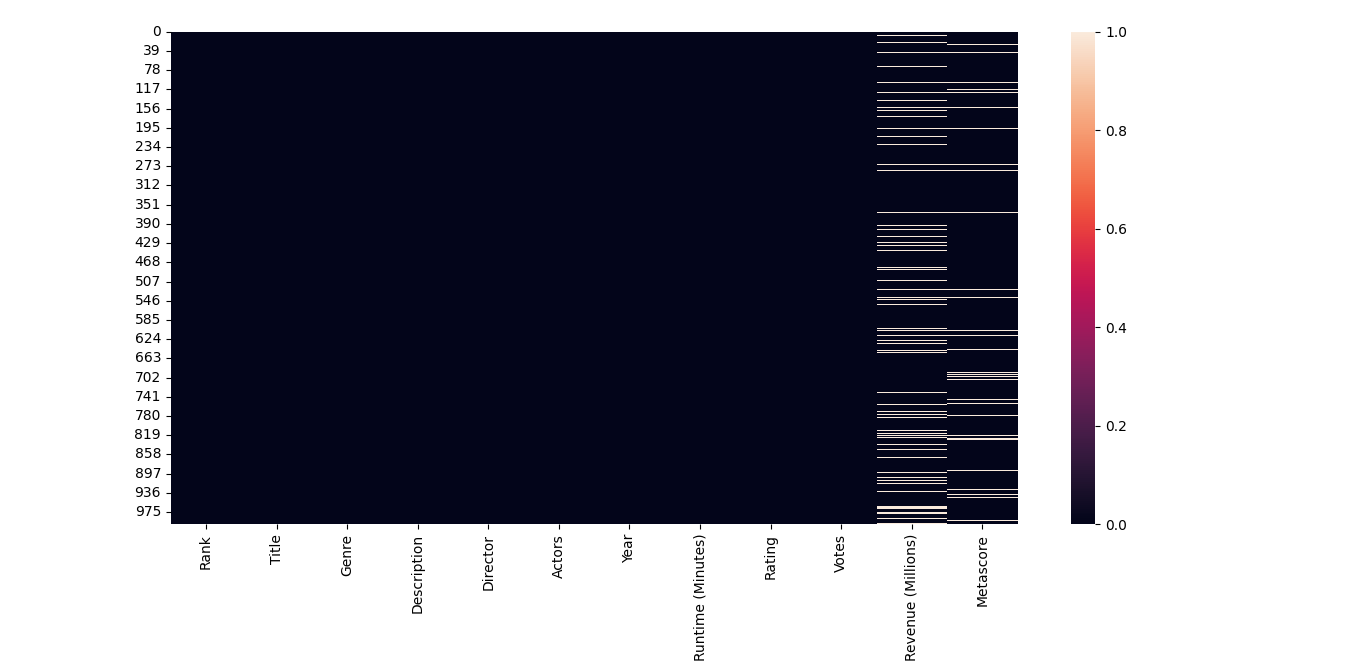 0
39
78
117
156
195
234
273
312
351
390
429
468
507
546
585
624
663
702
741
780
819
858
897
936
975
Rank
Title
Genre
Description
Director
Actors
Year
Runtime (Minutes)
Rating
Votes
Revenue (Millions)
Metascore
1.0
0.8
0.6
0.4
0.2
0.0